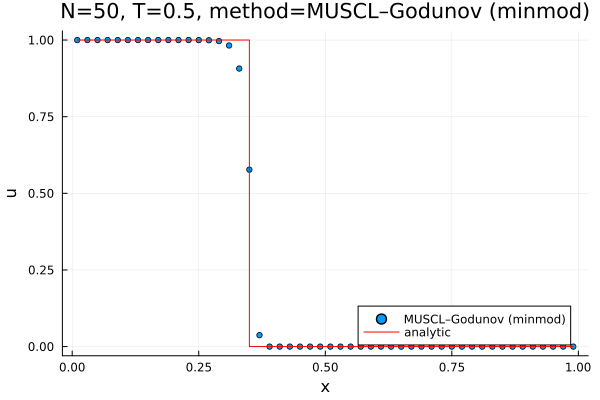 N=50, T=0.5, method=MUSCL–Godunov (minmod)
1.00
0.75
u
0.50
0.25
0.00
MUSCL–Godunov (minmod)
analytic
0.00 0.25 0.50 0.75 1.00
x